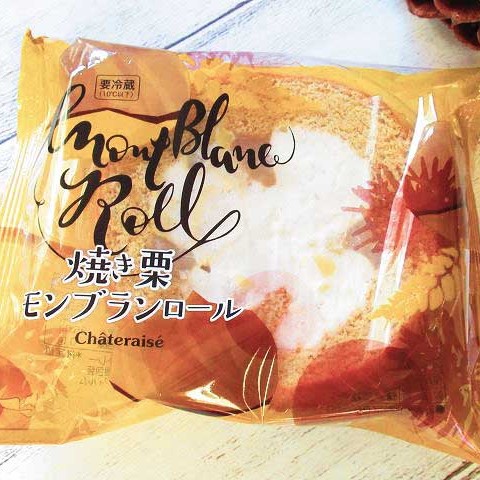 要冷蔵
(10℃以下)
Mont Blanc
Roll
焼き栗
モンブランロール
Châteraisé